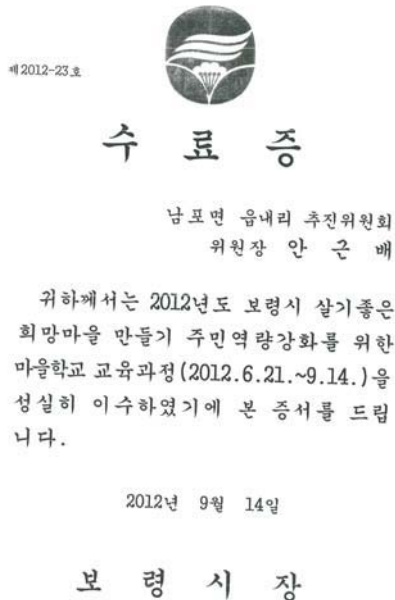 제2012-23호
수 료 증
남포면 읍내리 추진위원회
위원장 안 근 배
귀하께서는 2012년도 보령시 살기좋은
희망마을 만들기 주민역량강화를 위한
마을학교 교육과정(2012.6.21.~9.14.)을
성실히 이수하였기에 본 증서를 드립
니다.
2012년 9월 14일
보 령 시 장